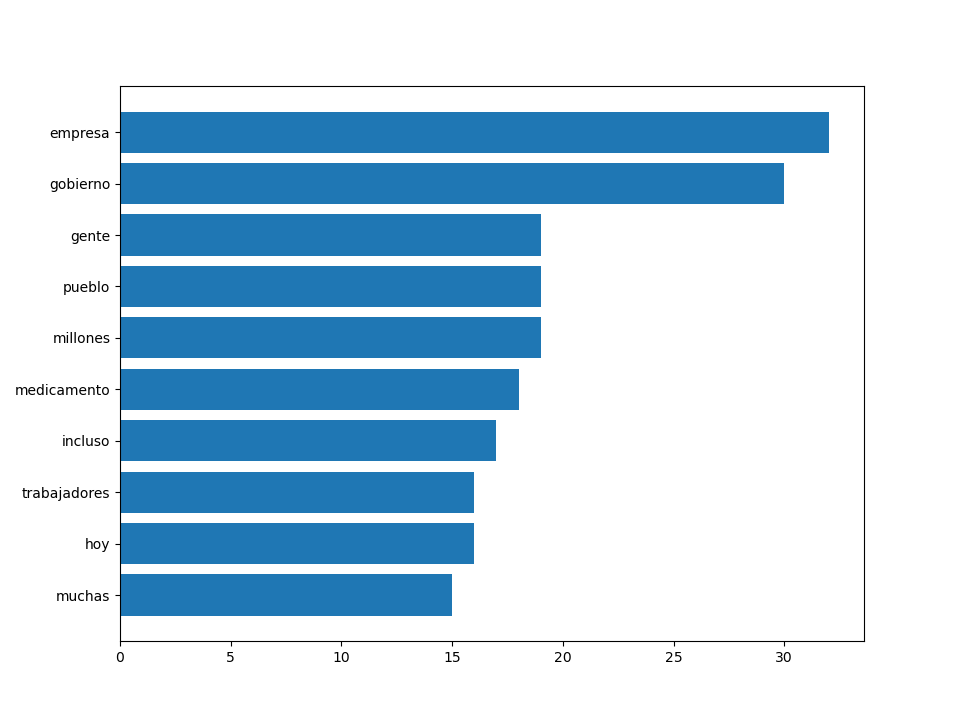 empresa
gobierno
gente
pueblo
millones
medicamento
incluso
trabajadores
hoy
muchas
0 5 10 15 20 25 30